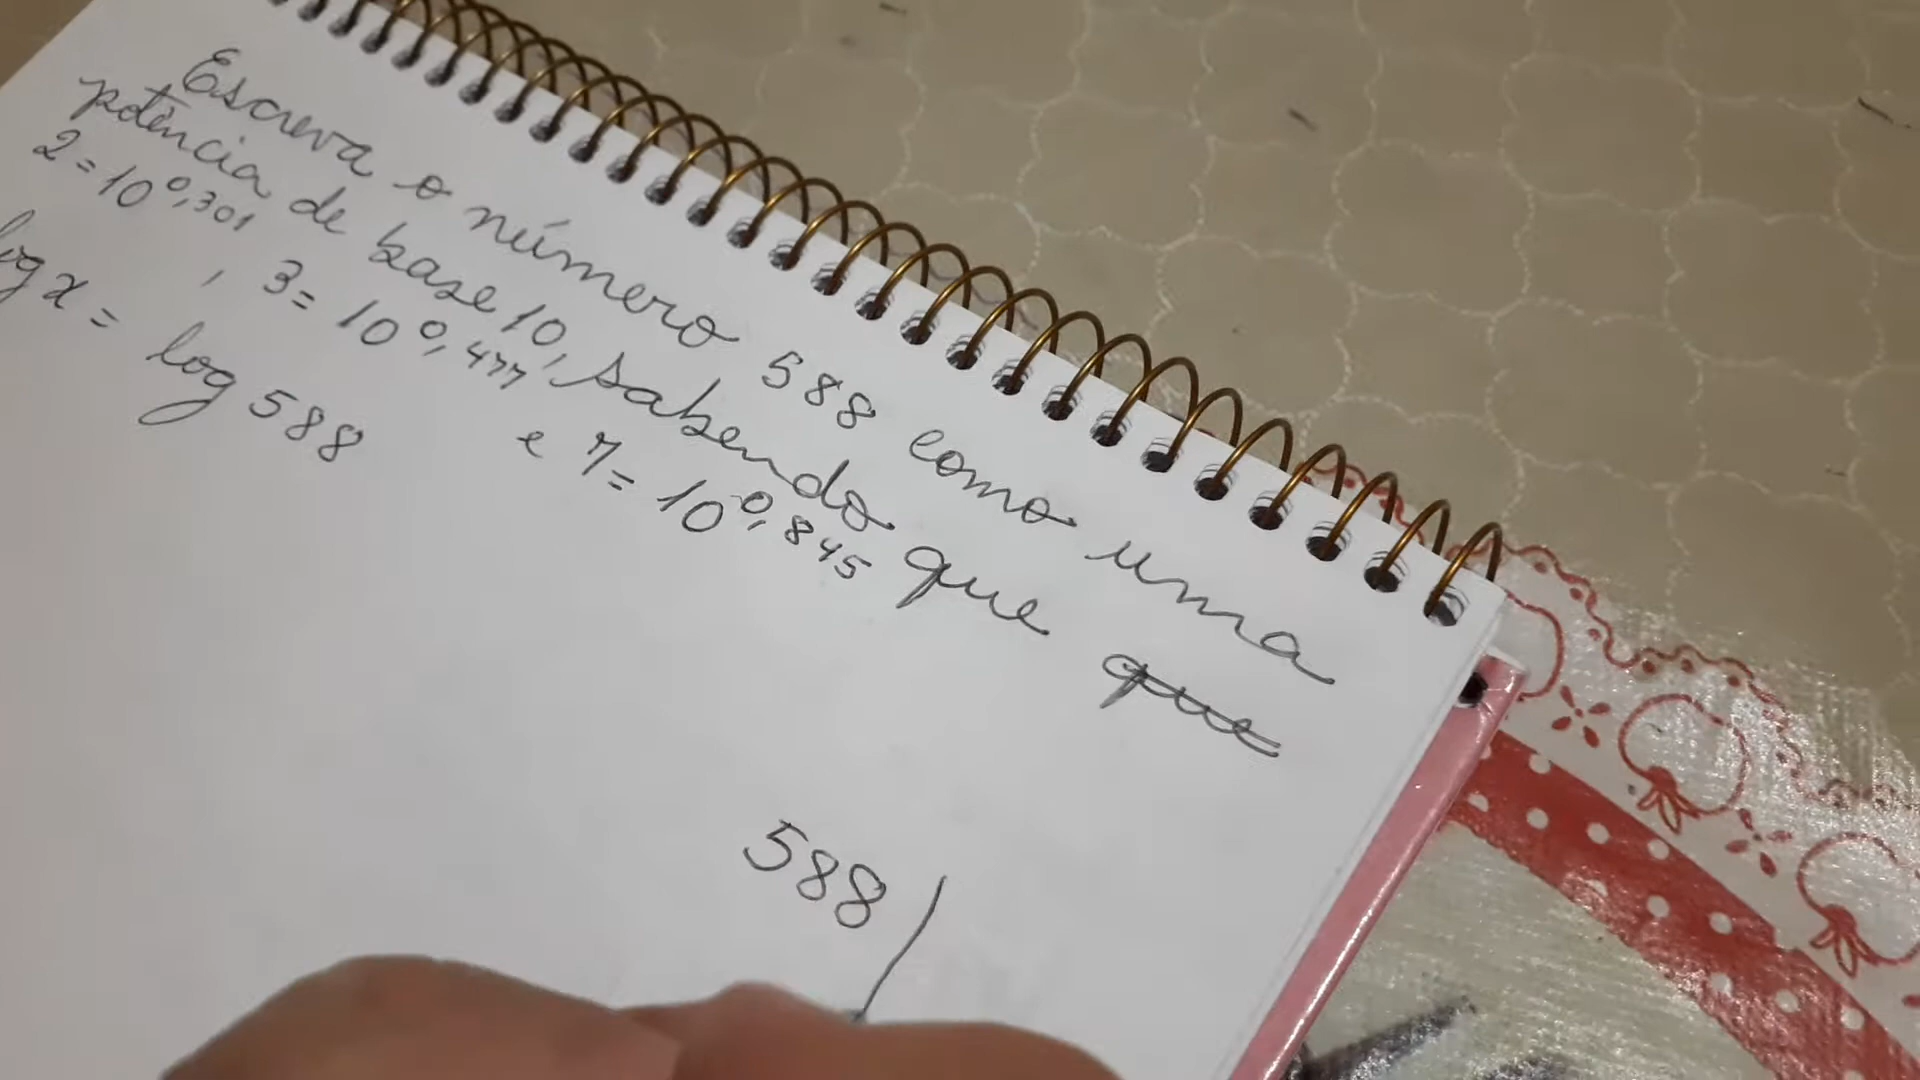 Escreva o número 588 como uma
potência de base 10, sabendo que que
2 = 10^0,301 , 3 = 10^0,477 e 7 = 10^0,845
log x = log 588
588